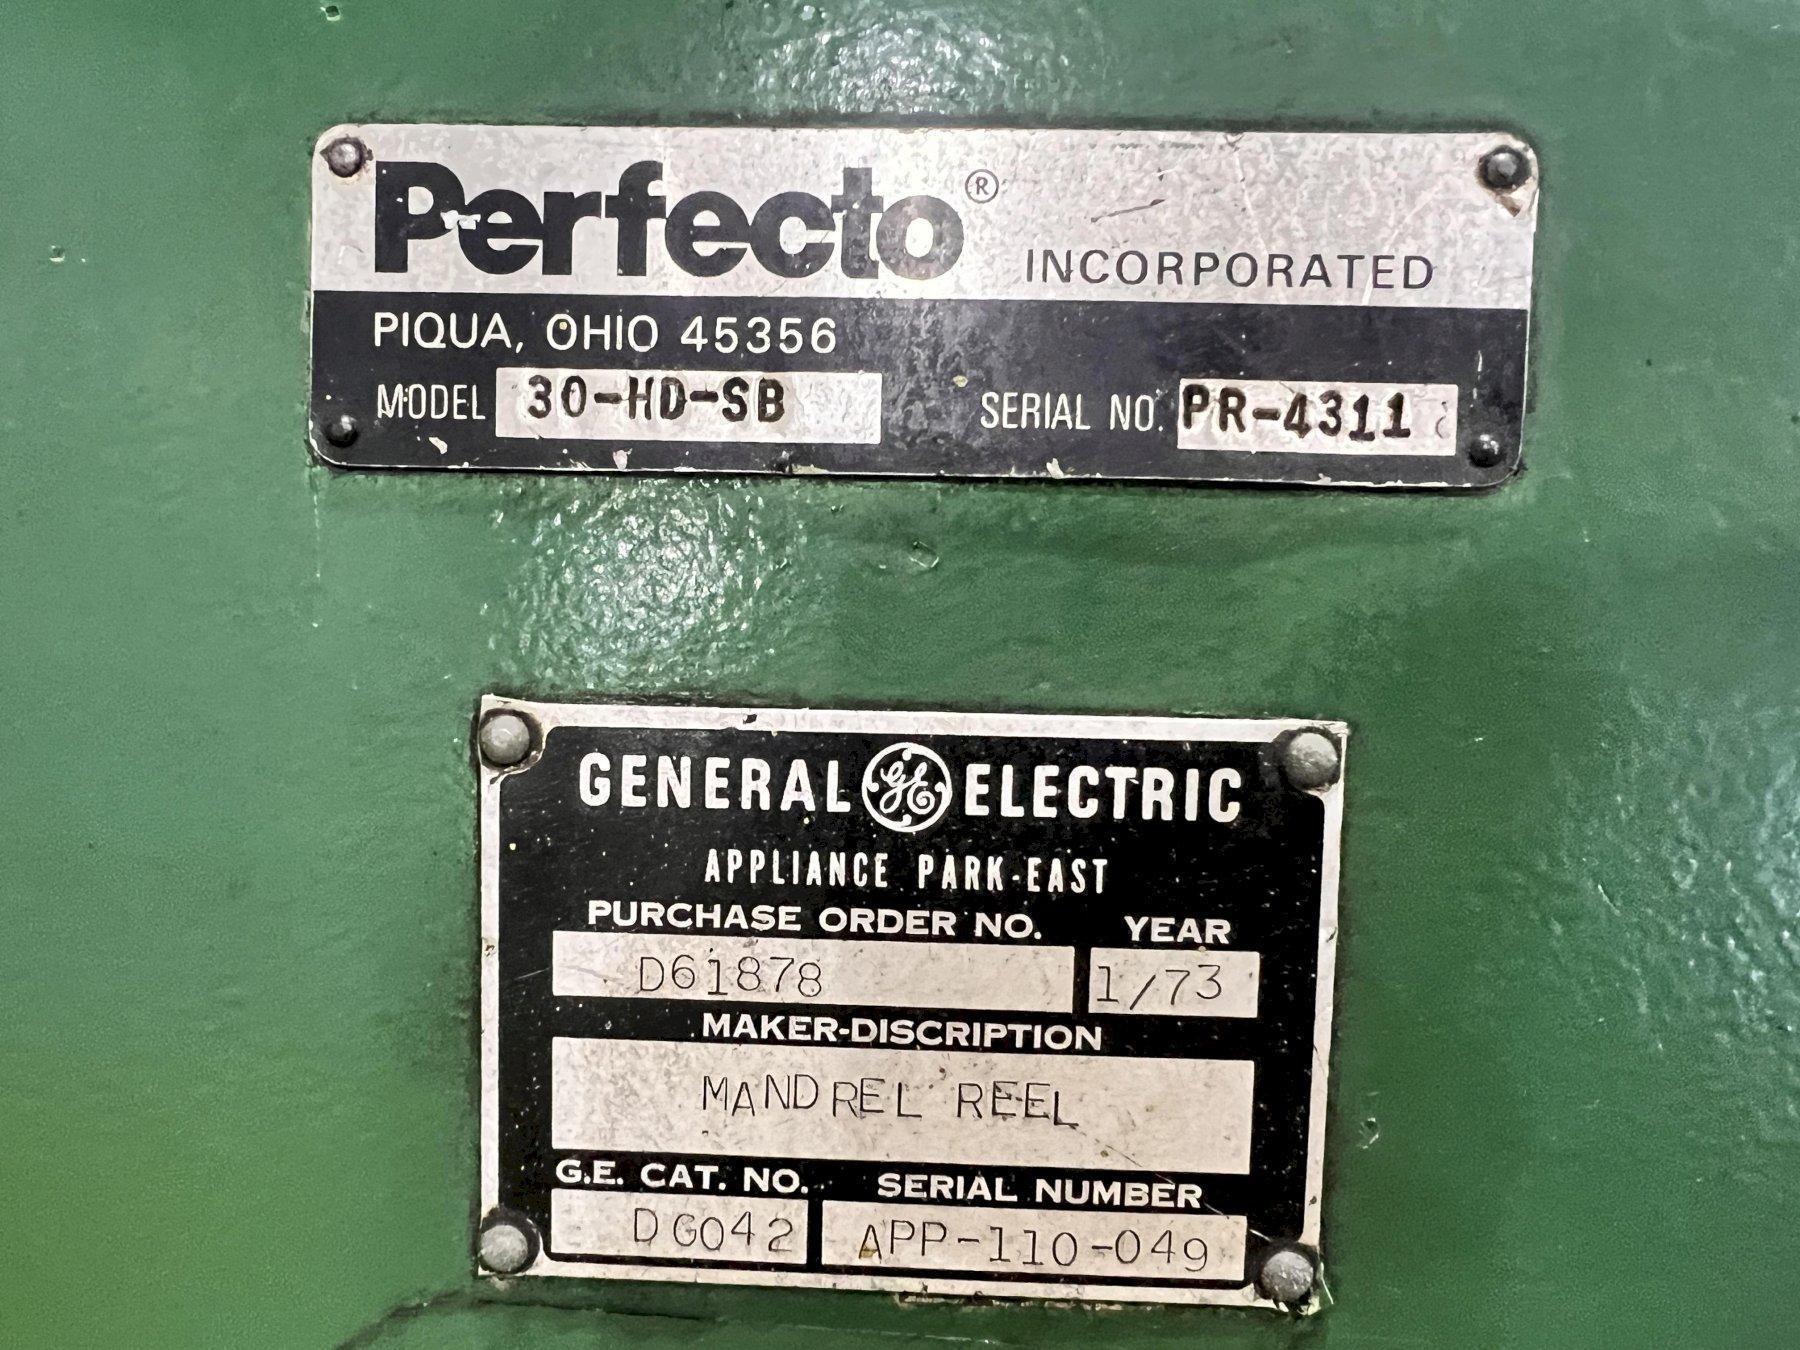 Perfecto® INCORPORATED
PIQUA, OHIO 45356
MODEL 30-HD-SB SERIAL NO. PR-4311
GENERAL GE ELECTRIC
APPLIANCE PARK-EAST
PURCHASE ORDER NO. YEAR
D61878 1/73
MAKER-DISCRIPTION
MANDREL REEL
G.E. CAT. NO. SERIAL NUMBER
DG042 APP-110-049